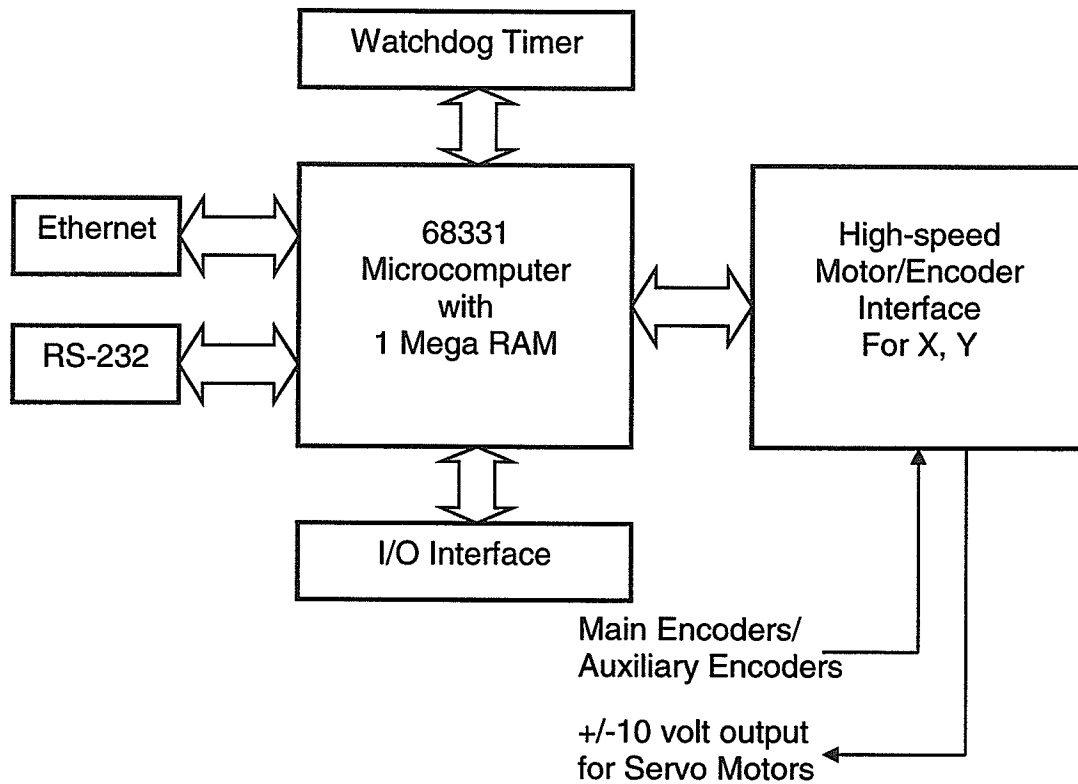 Watchdog Timer
Ethernet
68331
Microcomputer
with
1 Mega RAM
High-speed
Motor/Encoder
Interface
For X, Y
RS-232
I/O Interface
Main Encoders/
Auxiliary Encoders
+/-10 volt output
for Servo Motors